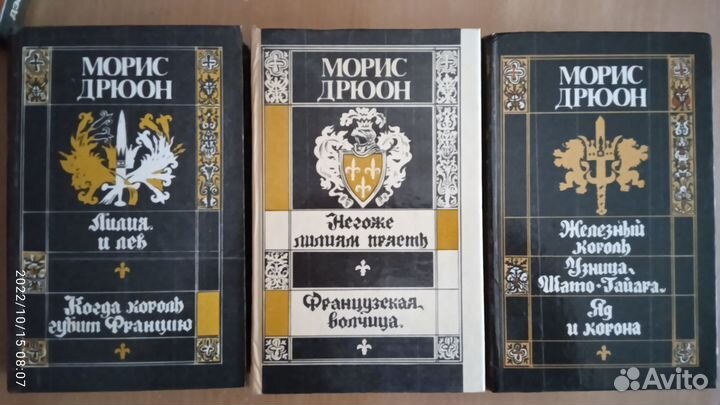 МОРИС
ДРЮОН
Лилия
и лев
Когда король
губит Францию
МОРИС
ДРЮОН
Негоже
лилиям прясть
Французская
волчица
МОРИС
ДРЮОН
Железный
король
Узница
Шато-Гайара
Яд
и корона
2022/10/15 08:07
Avito